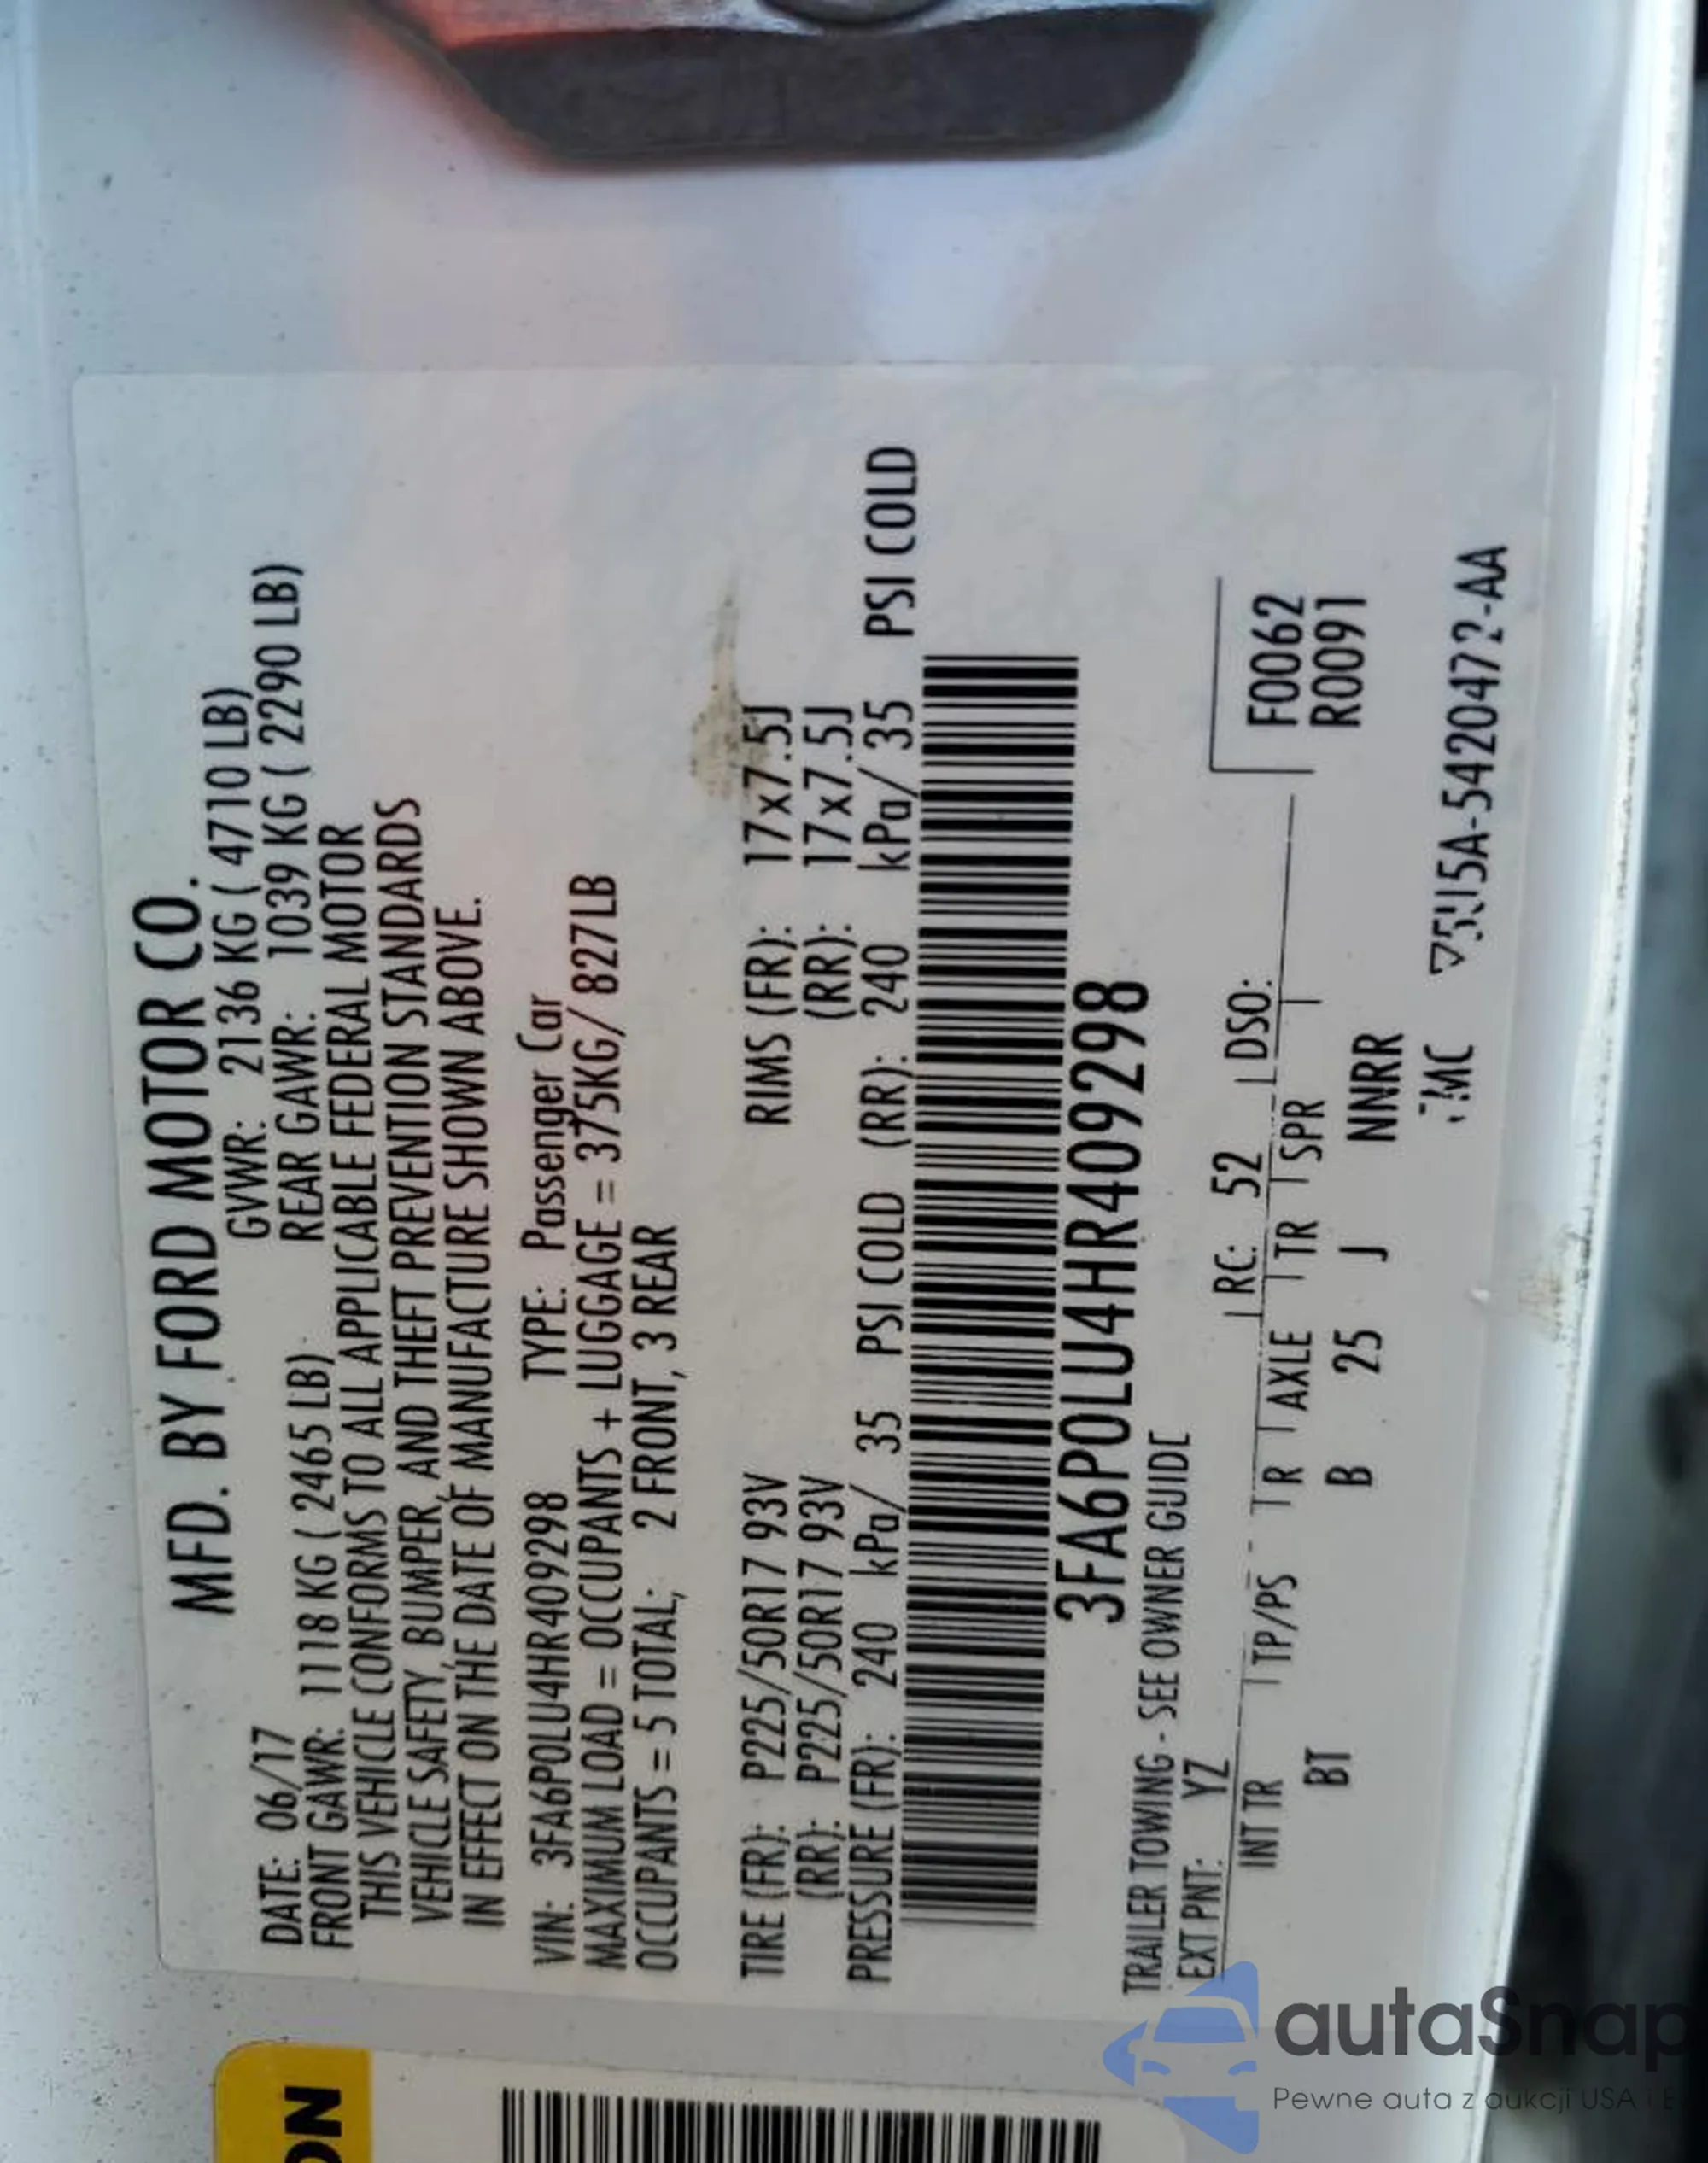 MFD. BY FORD MOTOR CO.
DATE: 06/17 GVWR: 2136 KG ( 4710 LB)
FRONT GAWR: 1118 KG ( 2465 LB) REAR GAWR: 1039 KG ( 2290 LB)
THIS VEHICLE CONFORMS TO ALL APPLICABLE FEDERAL MOTOR
VEHICLE SAFETY, BUMPER, AND THEFT PREVENTION STANDARDS
IN EFFECT ON THE DATE OF MANUFACTURE SHOWN ABOVE.
VIN: 3FA6P0LU4HR409298 TYPE: Passenger Car
MAXIMUM LOAD = OCCUPANTS + LUGGAGE = 375KG/ 827LB
OCCUPANTS = 5 TOTAL; 2 FRONT, 3 REAR
TIRE (FR): P225/50R17 93V RIMS (FR): 17x7.5J
(RR): P225/50R17 93V (RR): 17x7.5J
PRESSURE (FR): 240 kPa/ 35 PSI COLD (RR): 240 kPa/ 35 PSI COLD
3FA6P0LU4HR409298
TRAILER TOWING - SEE OWNER GUIDE
EXT PNT: YZ RC: 52 DSO:
INT TR TP/PS R AXLE TR SPR F0062
BT B 25 J NNRR R0091
autaSnap
Pewne auta z aukcji USA i